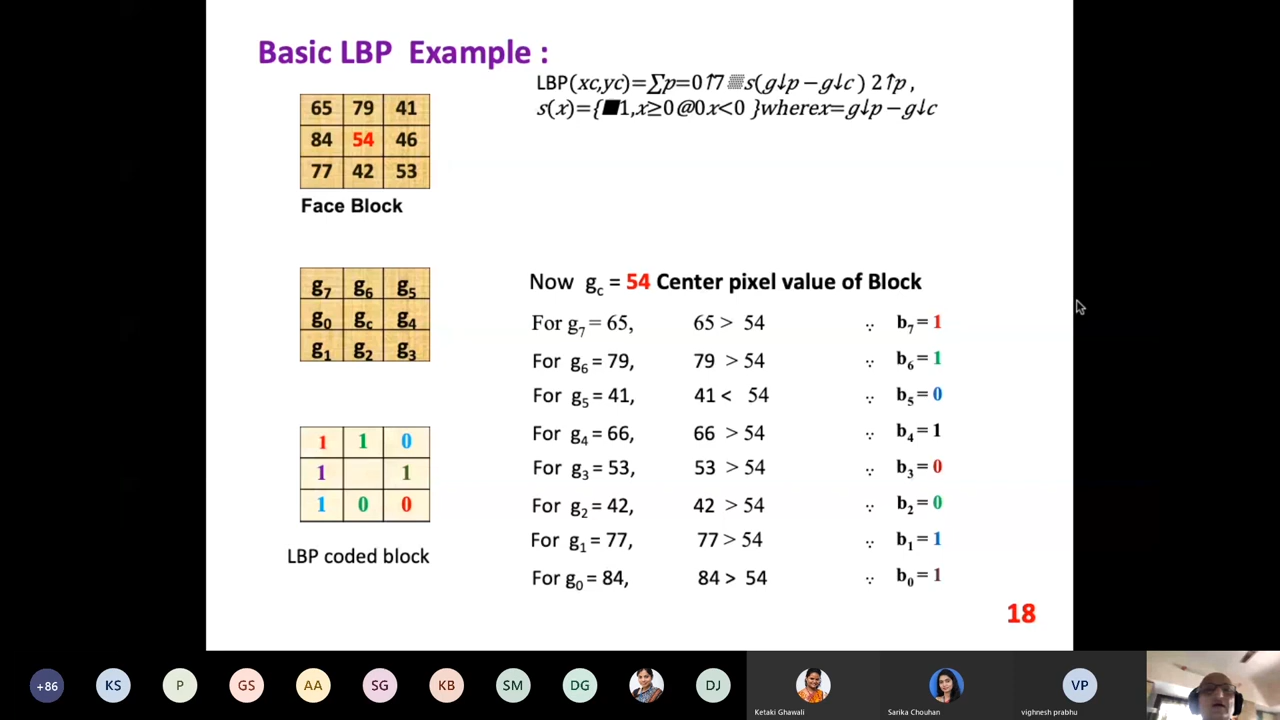 Basic LBP Example :
LBP(xc,yc)=∑p=0↑7▒s(g↓p −g↓c ) 2↑p ,
s(x)={■1,x≥0@0x<0 }wherex=g↓p −g↓c
65 79 41
84 54 46
77 42 53
Face Block
g7 g6 g5
g0 gc g4
g1 g2 g3
1 1 0
1 1
1 0 0
LBP coded block
Now gc = 54 Center pixel value of Block
For g7 = 65, 65 > 54 ∵ b7 = 1
For g6 = 79, 79 > 54 ∵ b6 = 1
For g5 = 41, 41 < 54 ∵ b5 = 0
For g4 = 66, 66 > 54 ∵ b4 = 1
For g3 = 53, 53 > 54 ∵ b3 = 0
For g2 = 42, 42 > 54 ∵ b2 = 0
For g1 = 77, 77 > 54 ∵ b1 = 1
For g0 = 84, 84 > 54 ∵ b0 = 1
18
+86 KS P GS AA SG KB SM DG DJ VP
Ketaki Ghawali Sarika Chouhan vighnesh prabhu